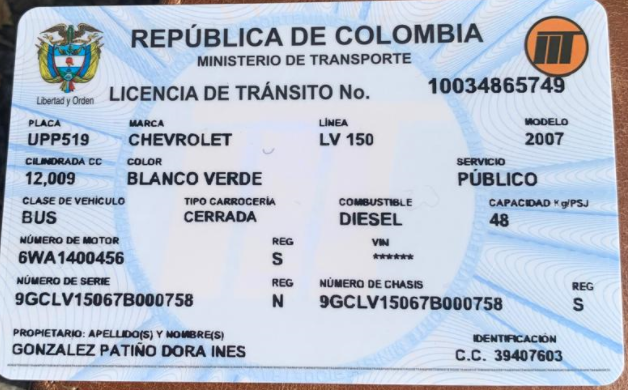 REPÚBLICA DE COLOMBIA
MINISTERIO DE TRANSPORTE
Libertad y Orden
LICENCIA DE TRÁNSITO No. 10034865749
PLACA MARCA LÍNEA MODELO
UPP519 CHEVROLET LV 150 2007
CILINDRADA CC COLOR SERVICIO
12,009 BLANCO VERDE PÚBLICO
CLASE DE VEHÍCULO TIPO CARROCERÍA COMBUSTIBLE CAPACIDAD Kg/PSJ
BUS CERRADA DIESEL 48
NÚMERO DE MOTOR REG VIN
6WA1400456 S ******
NÚMERO DE SERIE REG NÚMERO DE CHASIS REG
9GCLV15067B000758 N 9GCLV15067B000758 S
PROPIETARIO: APELLIDO(S) Y NOMBRE(S) IDENTIFICACIÓN
GONZALEZ PATIÑO DORA INES C.C. 39407603